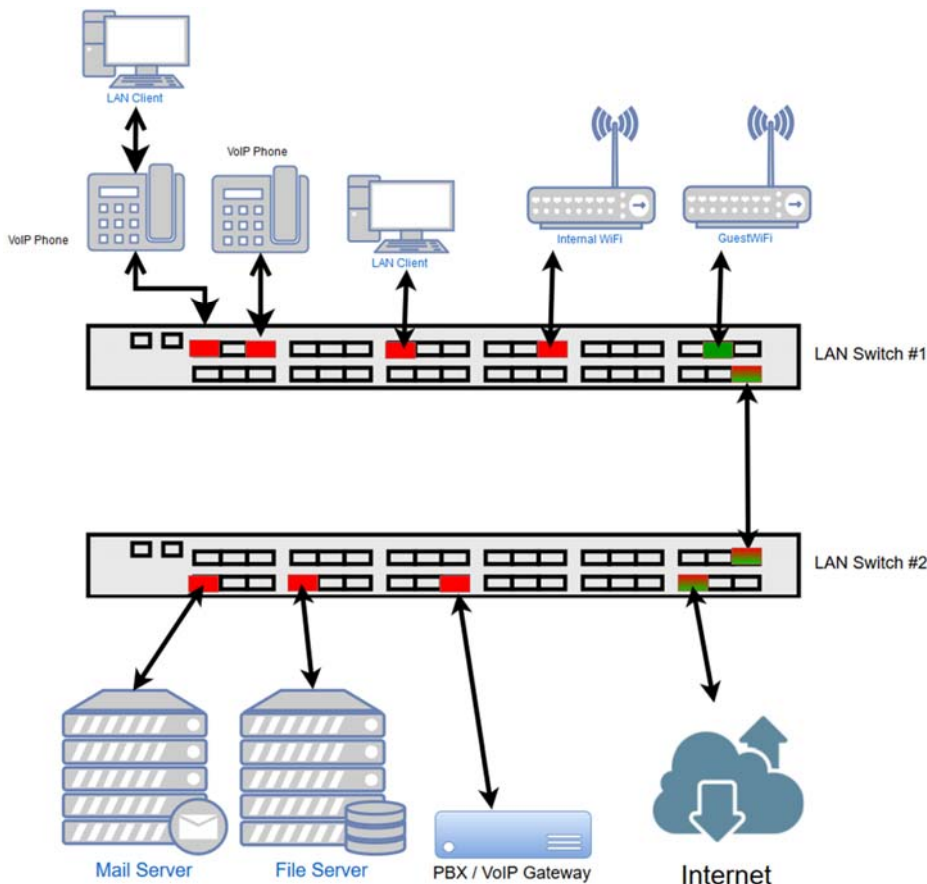 LAN Client
VoIP Phone
VoIP Phone
LAN Client
Internal WiFi
GuestWiFi
LAN Switch #1
LAN Switch #2
Mail Server
File Server
PBX / VoIP Gateway
Internet